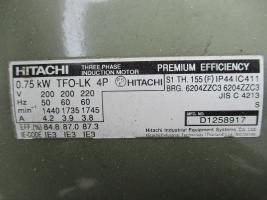 HITACHI THREE PHASE INDUCTION MOTOR PREMIUM EFFICIENCY
0.75 kW TFO-LK 4P HITACHI S1 TH. 155 (F) IP44 IC411
V 200 200 220 BRG. 6204ZZC3 6204ZZC3
Hz 50 60 60 JIS C 4213
min⁻¹ 1440 1735 1745 S
A 4.2 3.9 3.8 NO. D1258917
EFF.(%) 84.8 87.0 87.3 Hitachi Industrial Equipment Systems Co., Ltd.
IE-CODE IE3 IE3 IE3 Made in Thailand